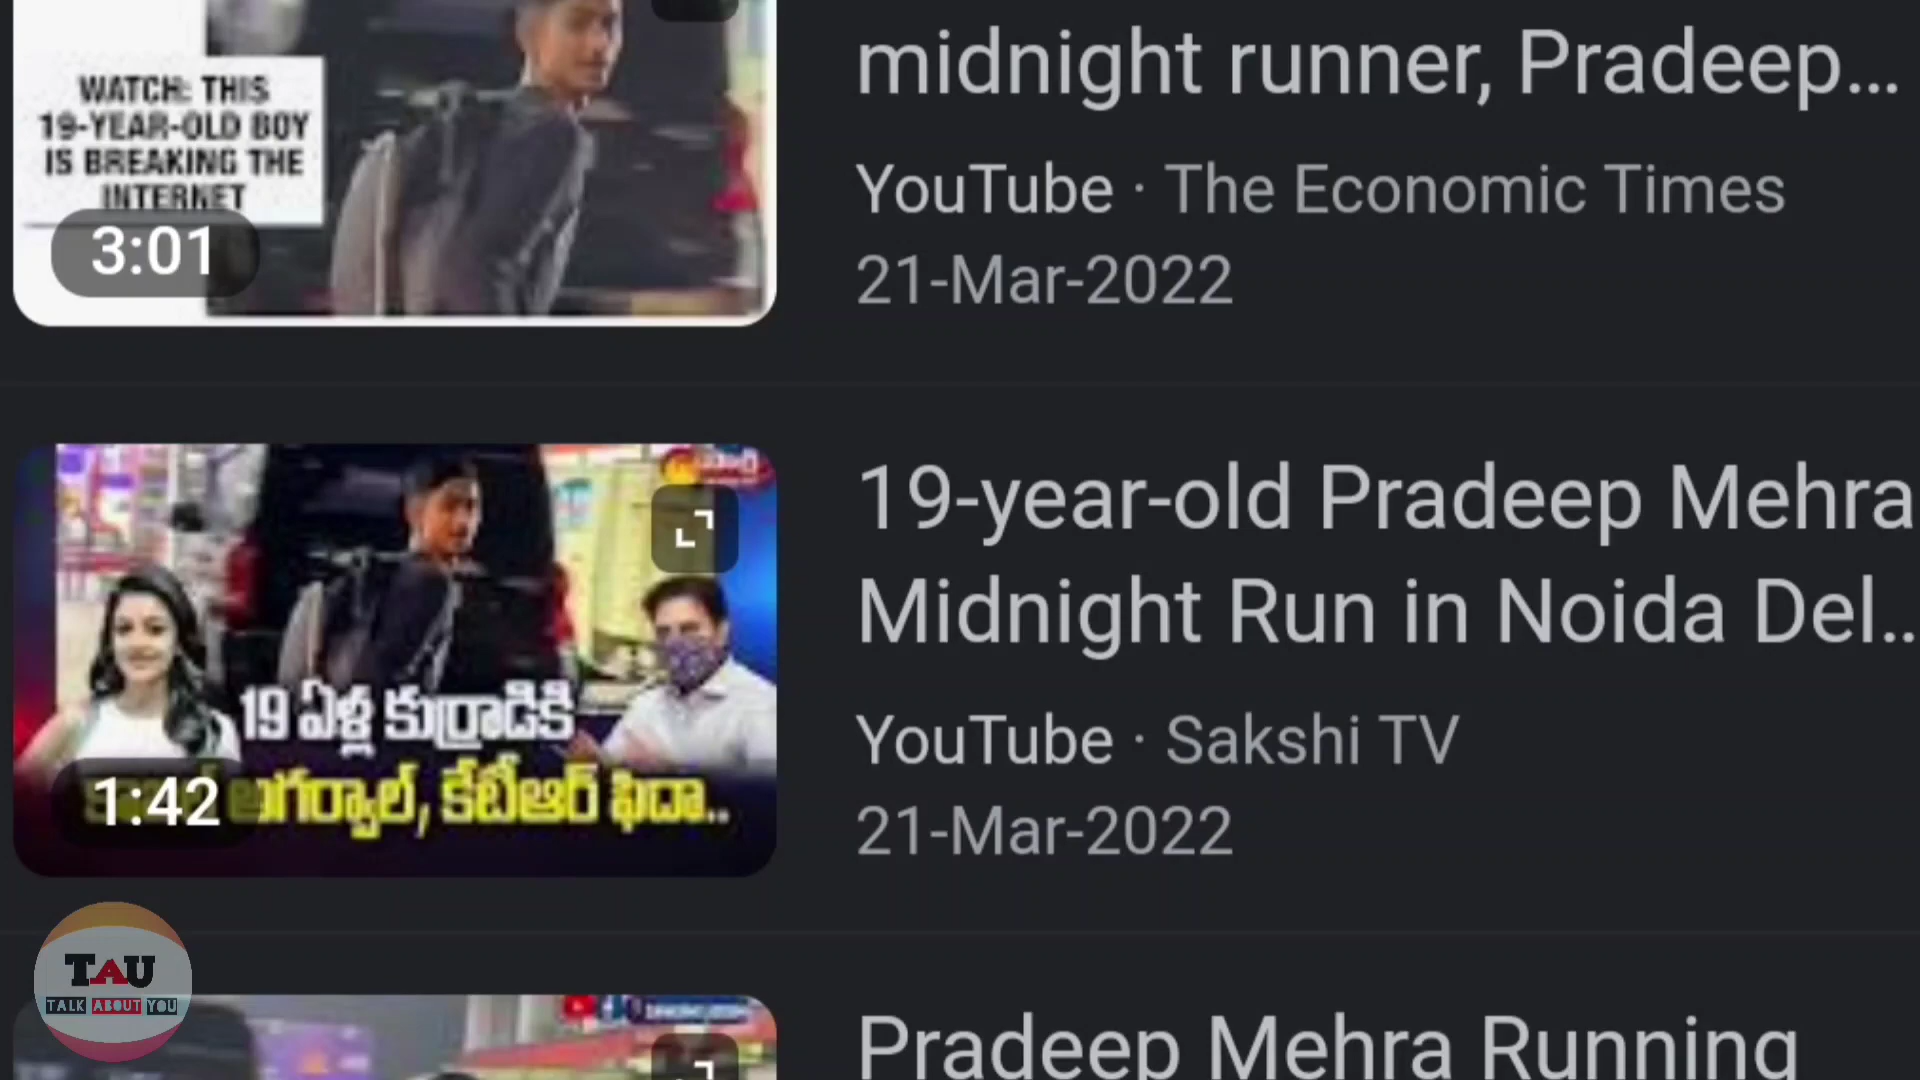 midnight runner, Pradeep...
WATCH: THIS
19-YEAR-OLD BOY
IS BREAKING THE
INTERNET
3:01
YouTube · The Economic Times
21-Mar-2022
19-year-old Pradeep Mehra
Midnight Run in Noida Del..
19 ఏళ్ల కుర్రాడికి
అగర్వాల్, కేటీఆర్ ఫిదా..
1:42
YouTube · Sakshi TV
21-Mar-2022
TAU
TALK ABOUT YOU
Pradeep Mehra Running